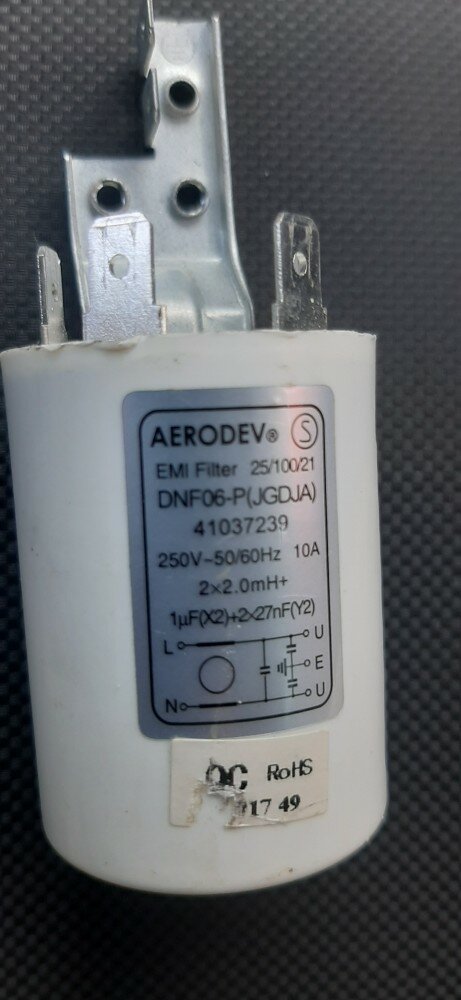 AERODEV® S
EMI Filter 25/100/21
DNF06-P(JGDJA)
41037239
250V~50/60Hz 10A
2×2.0mH+
1μF(X2)+2×27nF(Y2)
L U
E
N U
QC RoHS
17 49